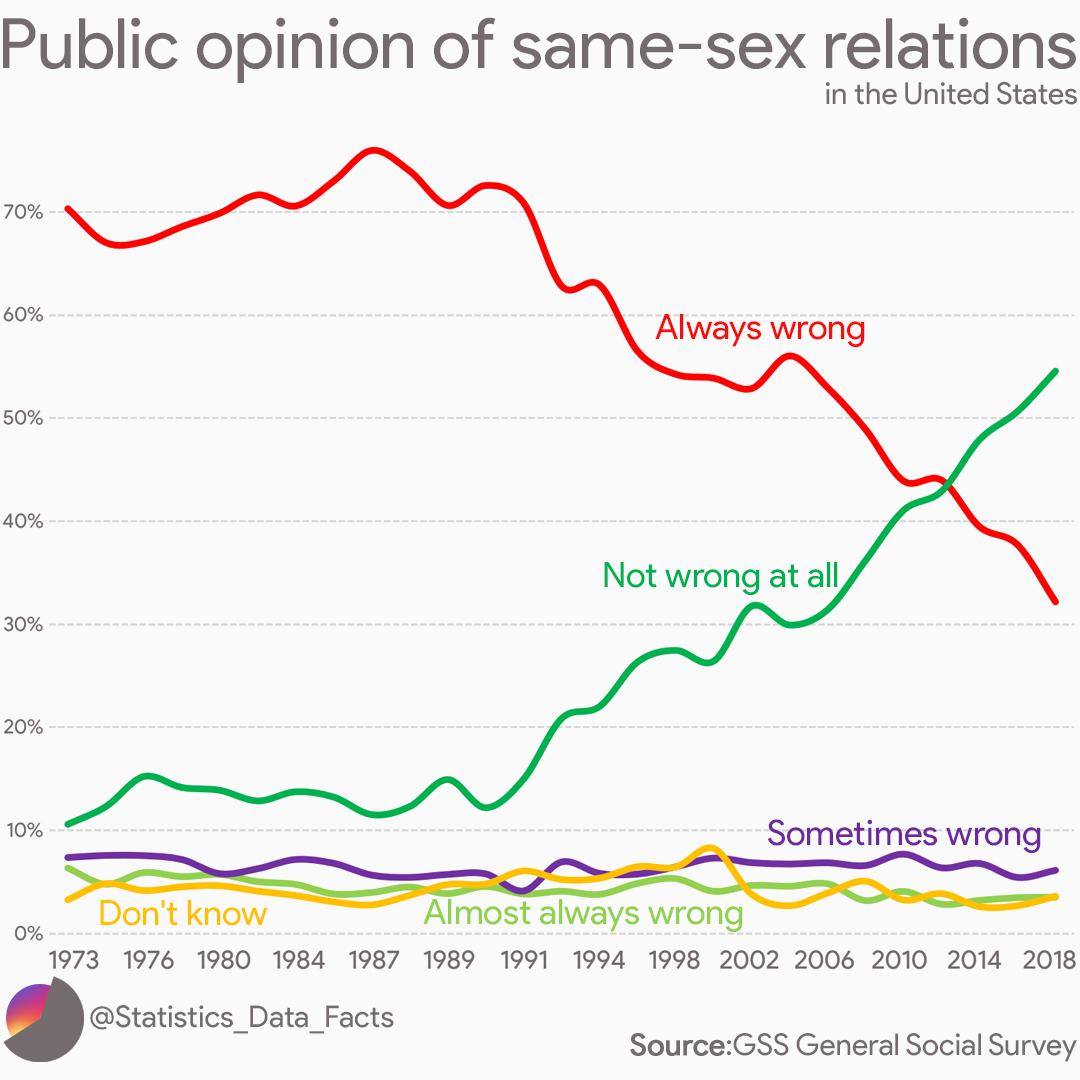 Public opinion of same-sex relations
in the United States
70%
60%
Always wrong
50%
40%
Not wrong at all
30%
20%
10%
Sometimes wrong
Don't know
Almost always wrong
0%
1973 1976 1980 1984 1987 1989 1991 1994 1998 2002 2006 2010 2014 2018
@Statistics_Data_Facts
Source:GSS General Social Survey